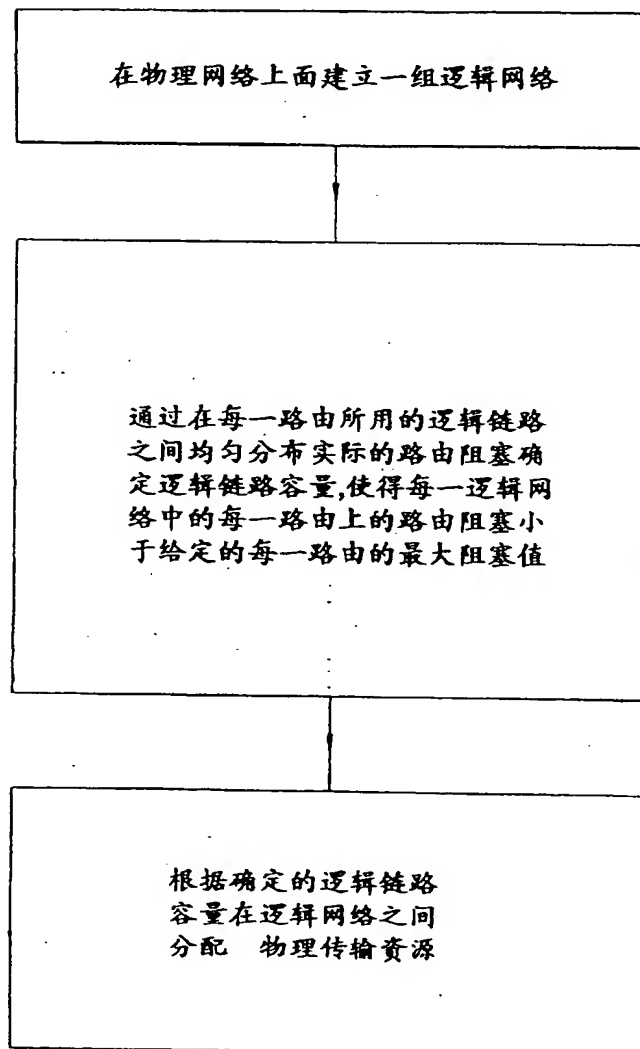 在物理网络上面建立一组逻辑网络
通过在每一路由所用的逻辑链路
之间均匀分布实际的路由阻塞确
定逻辑链路容量,使得每一逻辑网
络中的每一路由上的路由阻塞小
于给定的每一路由的最大阻塞值
根据确定的逻辑链路
容量在逻辑网络之间
分配 物理传输资源